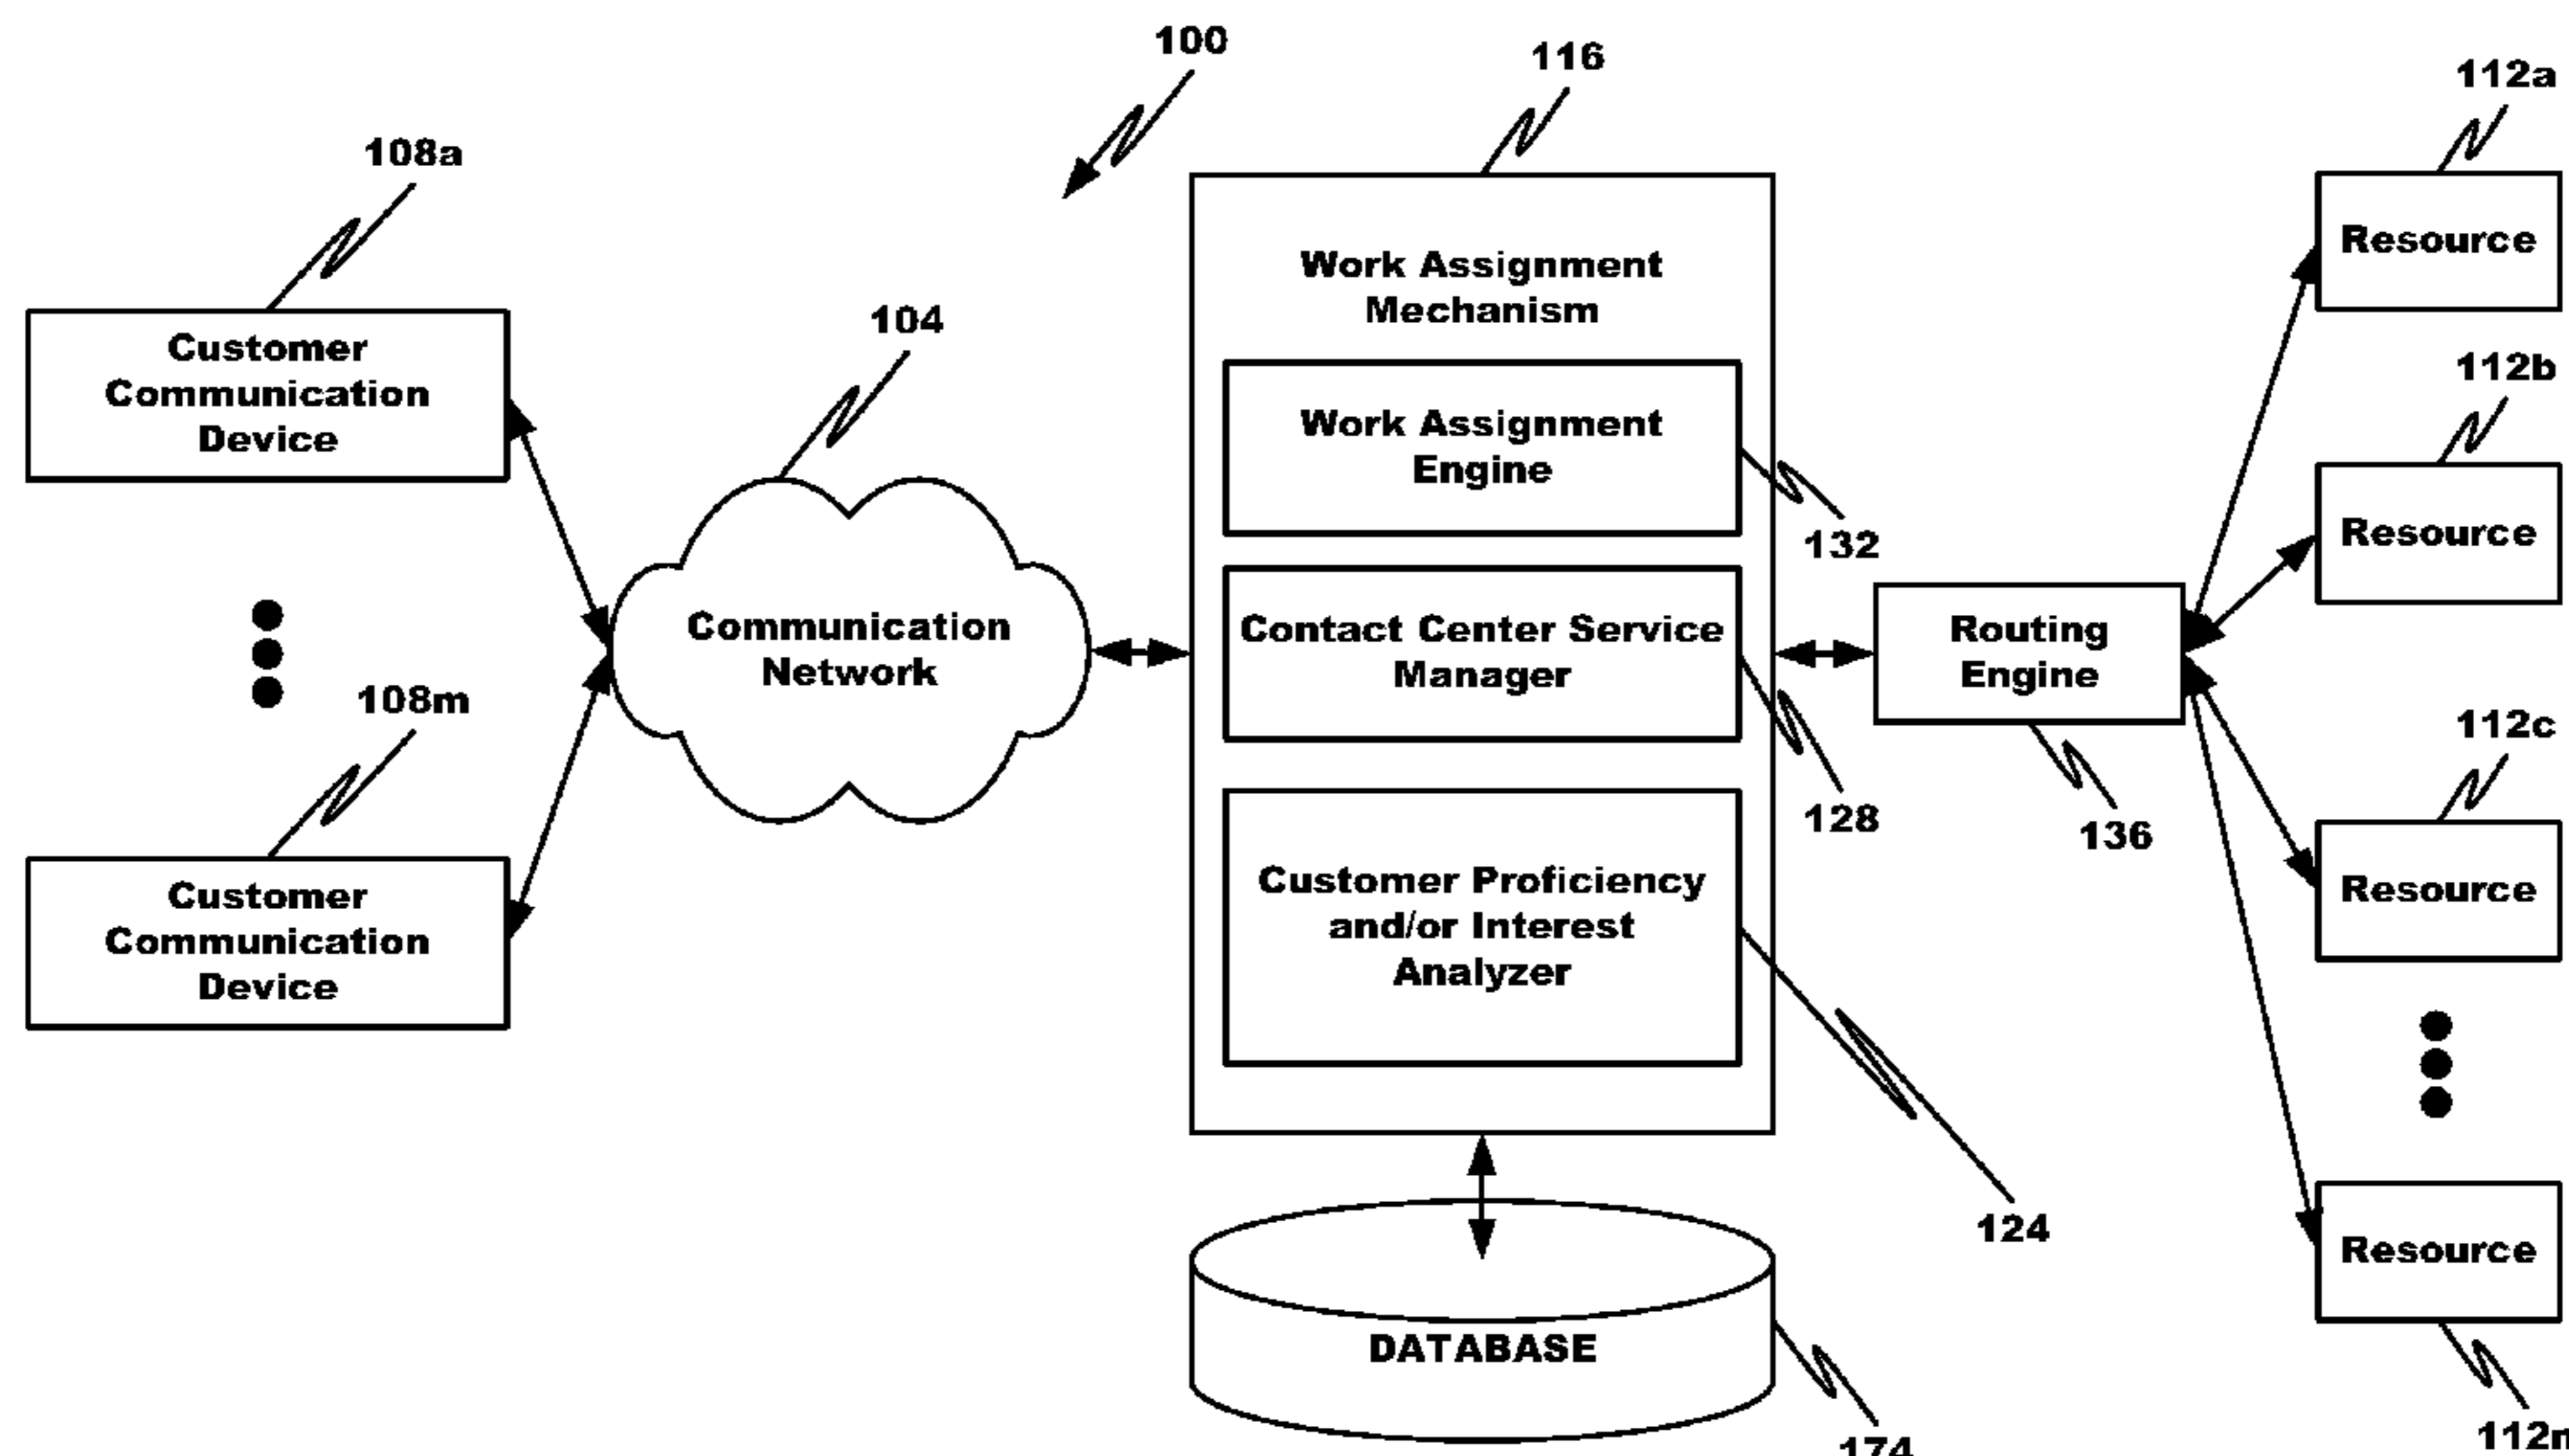 100
116
112a
108a
Resource
Work Assignment
Mechanism
104
Customer
Communication
Device
112b
Work Assignment
Engine
Resource
132
Communication
Network
Contact Center Service
Manager
Routing
Engine
108m
112c
128
136
Customer
Communication
Device
Customer Proficiency
and/or Interest
Analyzer
Resource
124
Resource
DATABASE
174